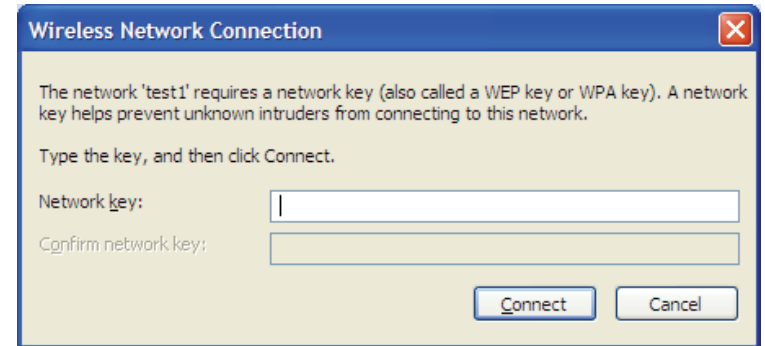 Wireless Network Connection
The network 'test1' requires a network key (also called a WEP key or WPA key). A network
key helps prevent unknown intruders from connecting to this network.
Type the key, and then click Connect.
Network key:
Confirm network key:
Connect Cancel